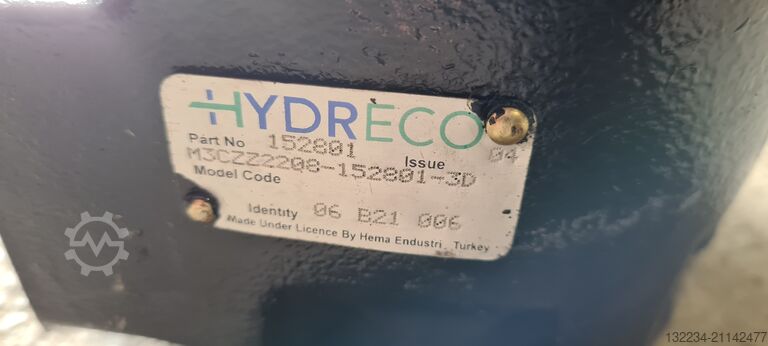 HYDRECO
Part No 152801 Issue 04
M3CZZ2208-152801-3D
Model Code
Identity 06 B21 006
Made Under Licence By Hema Endustri, Turkey
132234-21142477